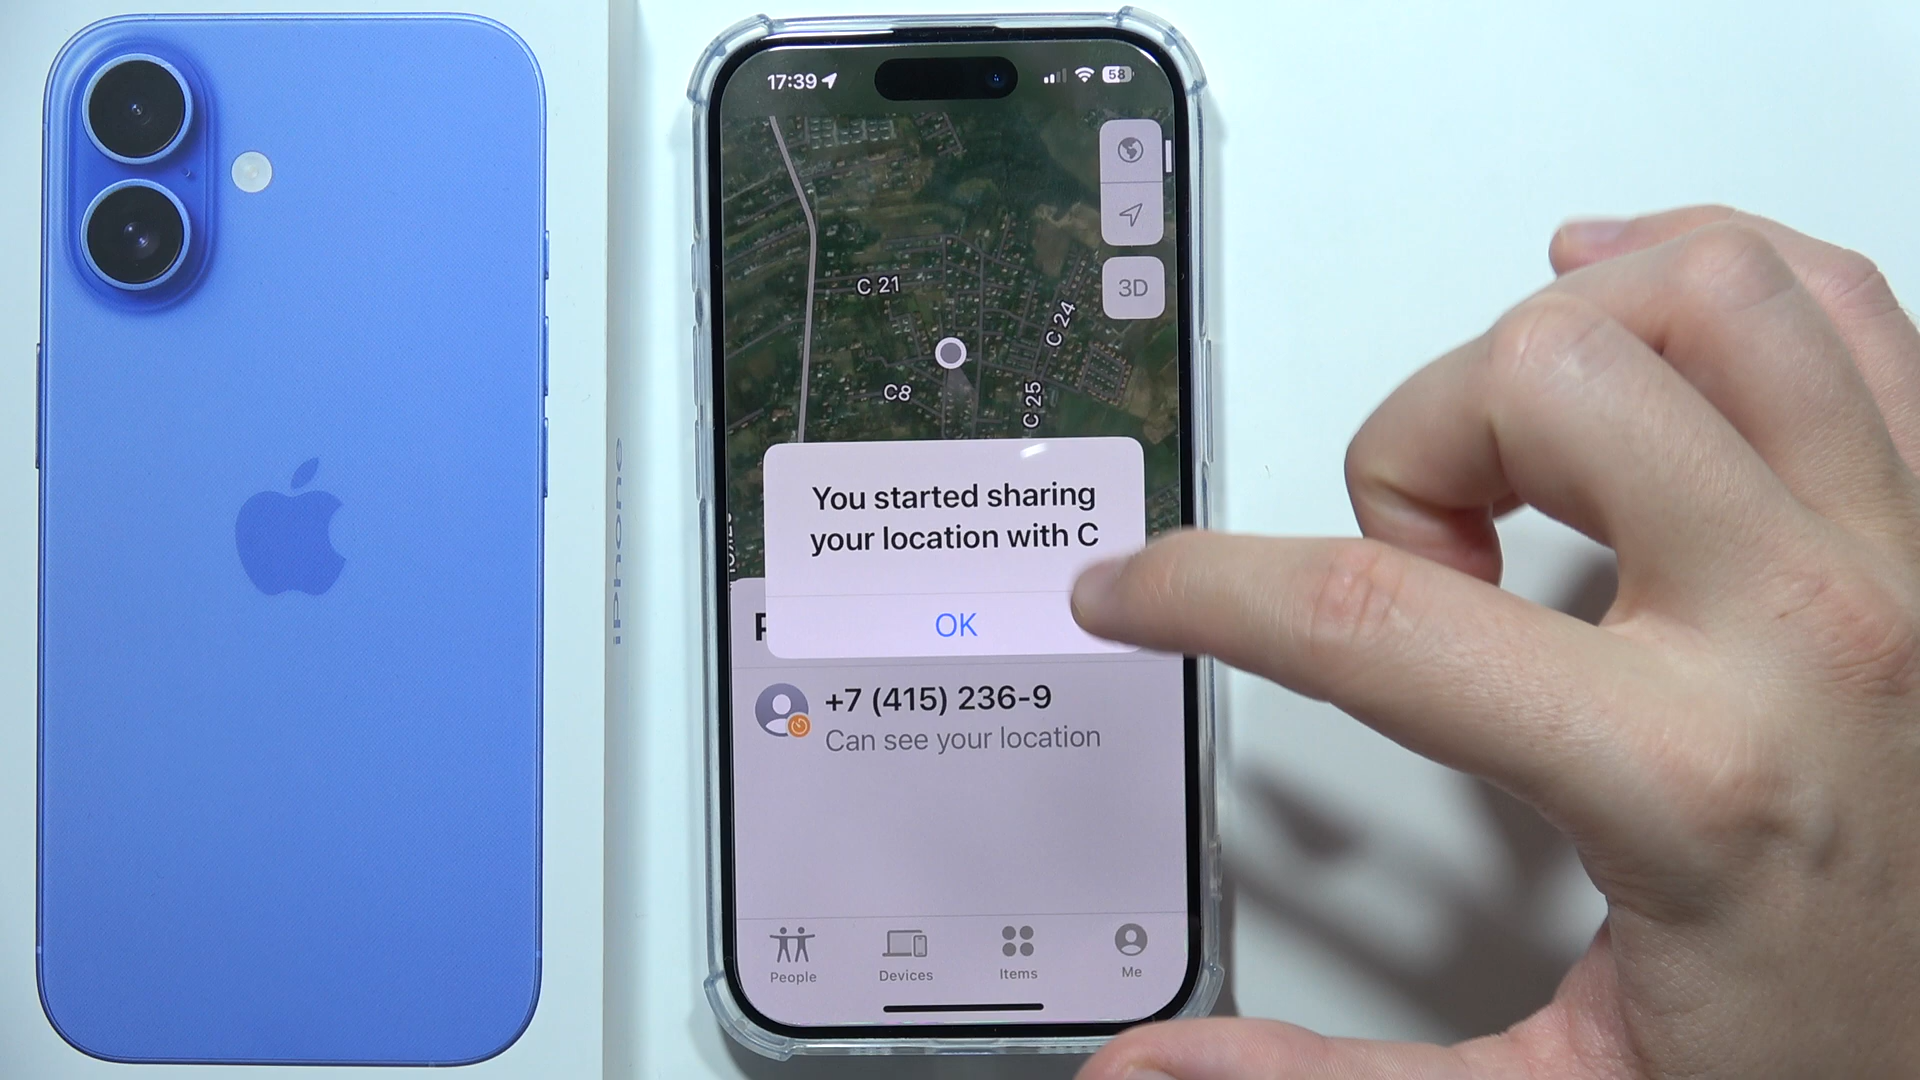 iPhone
17:39
58
3D
C 21
C 24
C8
C 25
You started sharing
your location with C
OK
+7 (415) 236-9
Can see your location
People
Devices
Items
Me